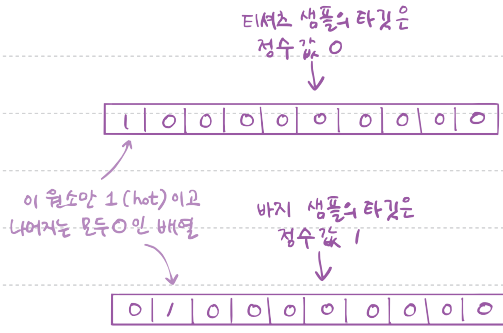 티셔츠 샘플의 타깃은
정수 값 0
1 0 0 0 0 0 0 0 0 0
이 원소만 1 (hot) 이고
나머지는 모두 0 인 배열
바지 샘플의 타깃은
정수 값 1
0 1 0 0 0 0 0 0 0 0